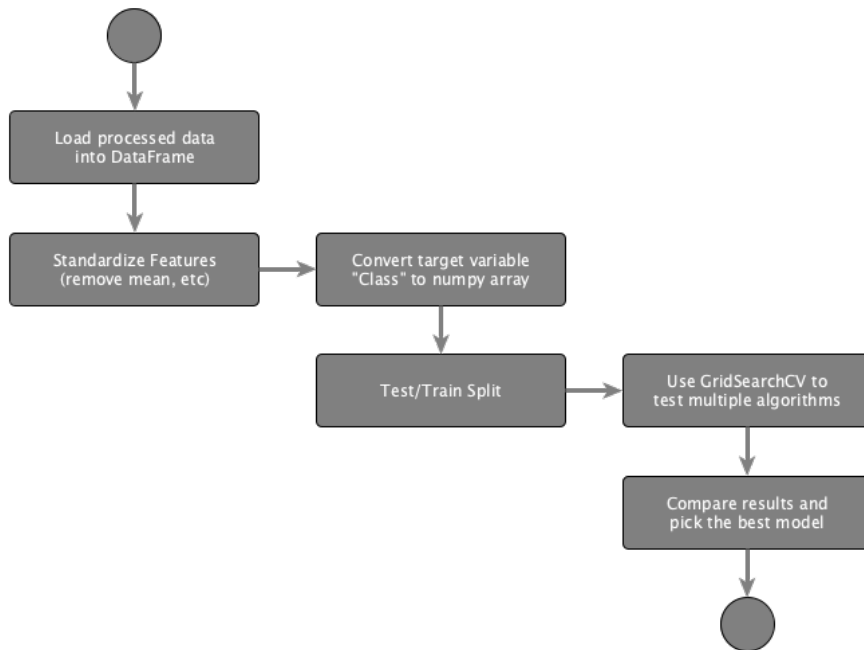 Load processed data
into DataFrame
Standardize Features
(remove mean, etc)
Convert target variable
"Class" to numpy array
Test/Train Split
Use GridSearchCV to
test multiple algorithms
Compare results and
pick the best model